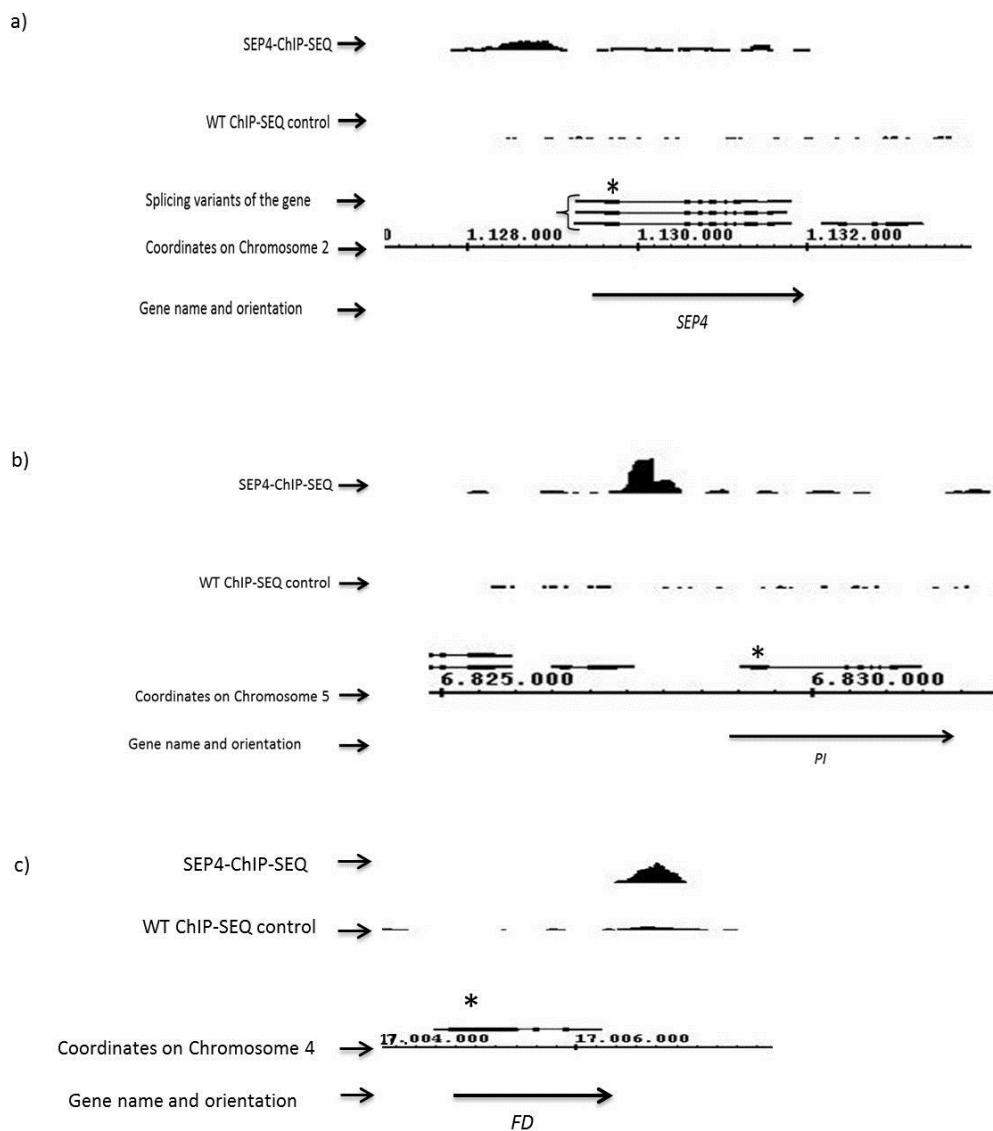 a)
SEP4-ChIP-SEQ
WT ChIP-SEQ control
*
Splicing variants of the gene
0 1.128.000 1.130.000 1.132.000
Coordinates on Chromosome 2
Gene name and orientation
SEP4
b)
SEP4-ChIP-SEQ
WT ChIP-SEQ control
*
6.825.000 6.830.000
Coordinates on Chromosome 5
Gene name and orientation
PI
c)
SEP4-ChIP-SEQ
WT ChIP-SEQ control
*
17.004.000 17.006.000
Coordinates on Chromosome 4
Gene name and orientation
FD